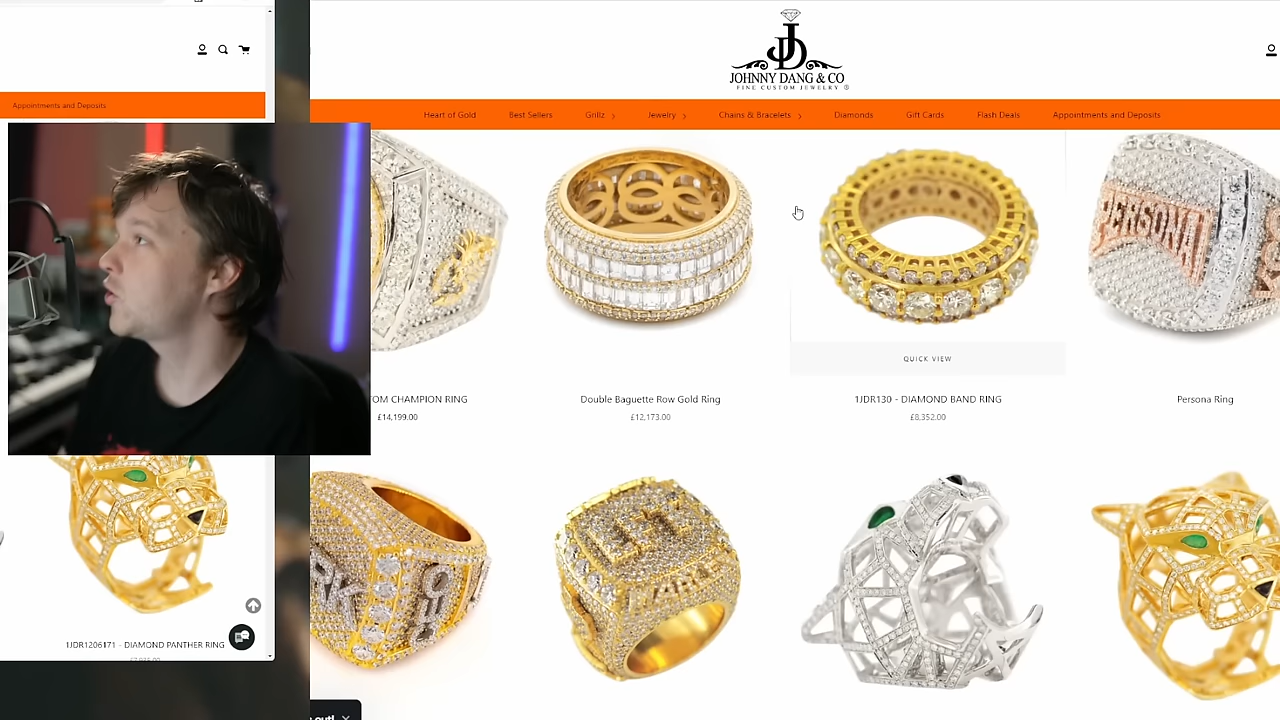 JD
JOHNNY DANG & CO
FINE CUSTOM JEWELRY ®
Appointments and Deposits
Heart of Gold
Best Sellers
Grillz
Jewelry
Chains & Bracelets
Diamonds
Gift Cards
Flash Deals
Appointments and Deposits
PERSONA
QUICK VIEW
OM CHAMPION RING
£14,199.00
Double Baguette Row Gold Ring
£12,173.00
1JDR130 - DIAMOND BAND RING
£8,352.00
Persona Ring
1JDR1206171 - DIAMOND PANTHER RING
out!